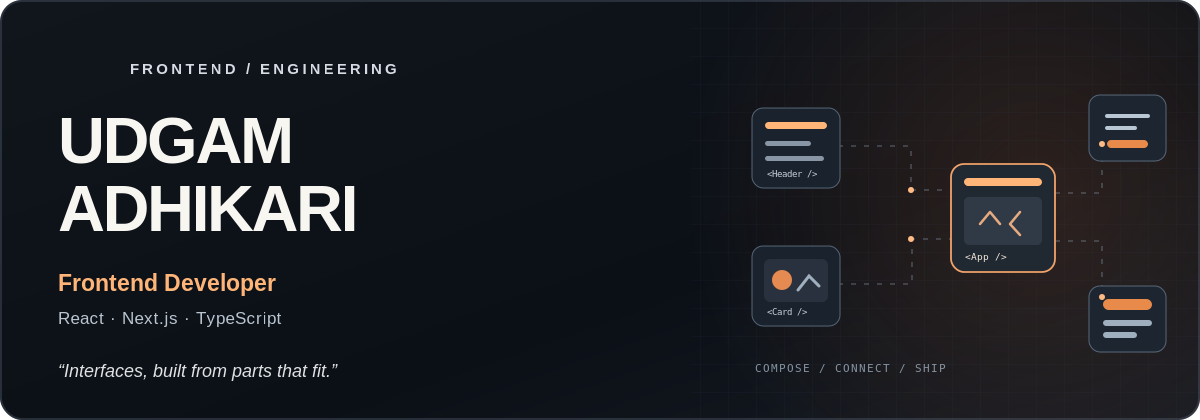 FRONTEND / ENGINEERING
UDGAM
ADHIKARI
Frontend Developer
React · Next.js · TypeScript
“Interfaces, built from parts that fit.”
<Header />
<Card />
<App />
COMPOSE / CONNECT / SHIP